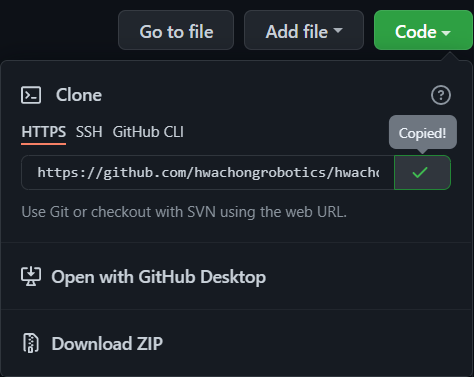 Go to file Add file Code
Clone
Copied!
HTTPS SSH GitHub CLI
https://github.com/hwachongrobotics/hwacho
Use Git or checkout with SVN using the web URL.
Open with GitHub Desktop
Download ZIP